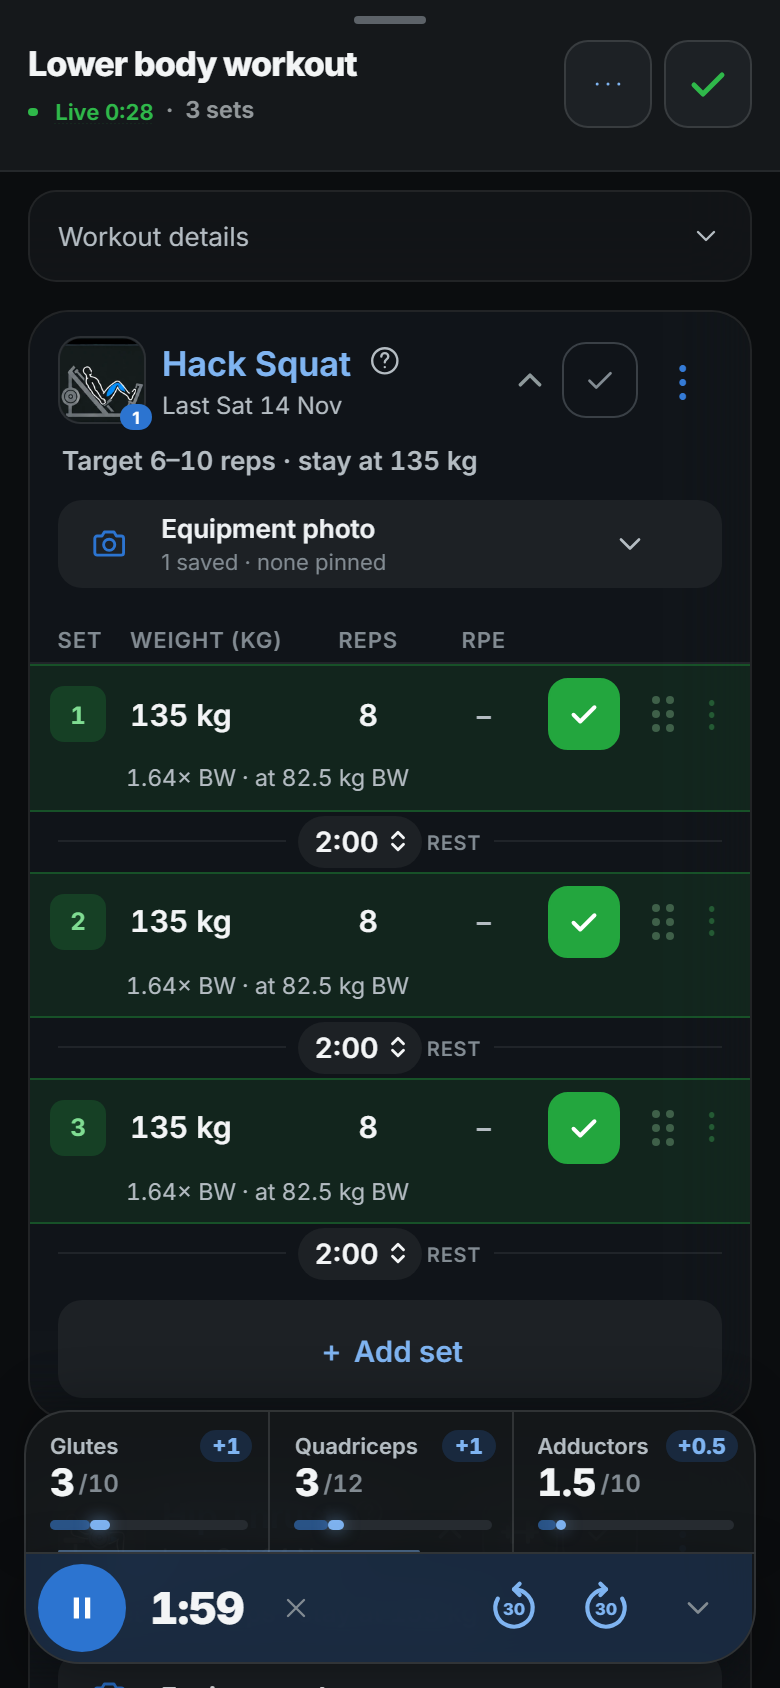 Lower body workout
Live 0:28 · 3 sets
Workout details
Hack Squat
Last Sat 14 Nov
1
Target 6–10 reps · stay at 135 kg
Equipment photo
1 saved · none pinned
SET WEIGHT (KG) REPS RPE
1 135 kg 8 –
1.64× BW · at 82.5 kg BW
2:00 REST
2 135 kg 8 –
1.64× BW · at 82.5 kg BW
2:00 REST
3 135 kg 8 –
1.64× BW · at 82.5 kg BW
2:00 REST
+ Add set
Glutes +1 Quadriceps +1 Adductors +0.5
3/10 3/12 1.5/10
1:59 30 30